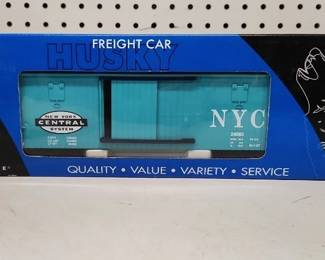 FREIGHT CAR
HUSKY
NEW YORK
CENTRAL
SYSTEM
NYC
QUALITY • VALUE • VARIETY • SERVICE